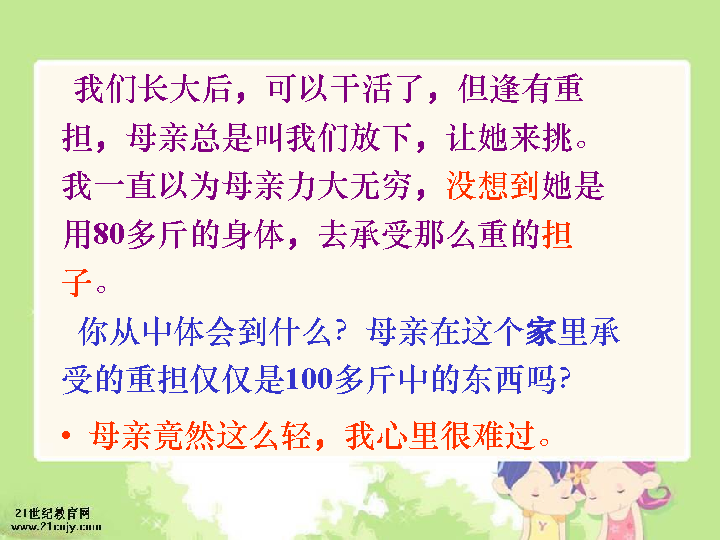 我们长大后，可以干活了，但逢有重
担，母亲总是叫我们放下，让她来挑。
我一直以为母亲力大无穷，没想到她是
用80多斤的身体，去承受那么重的担
子。
你从中体会到什么？母亲在这个家里承
受的重担仅仅是100多斤中的东西吗？
• 母亲竟然这么轻，我心里很难过。
21世纪教育网
www.21cnjy.com